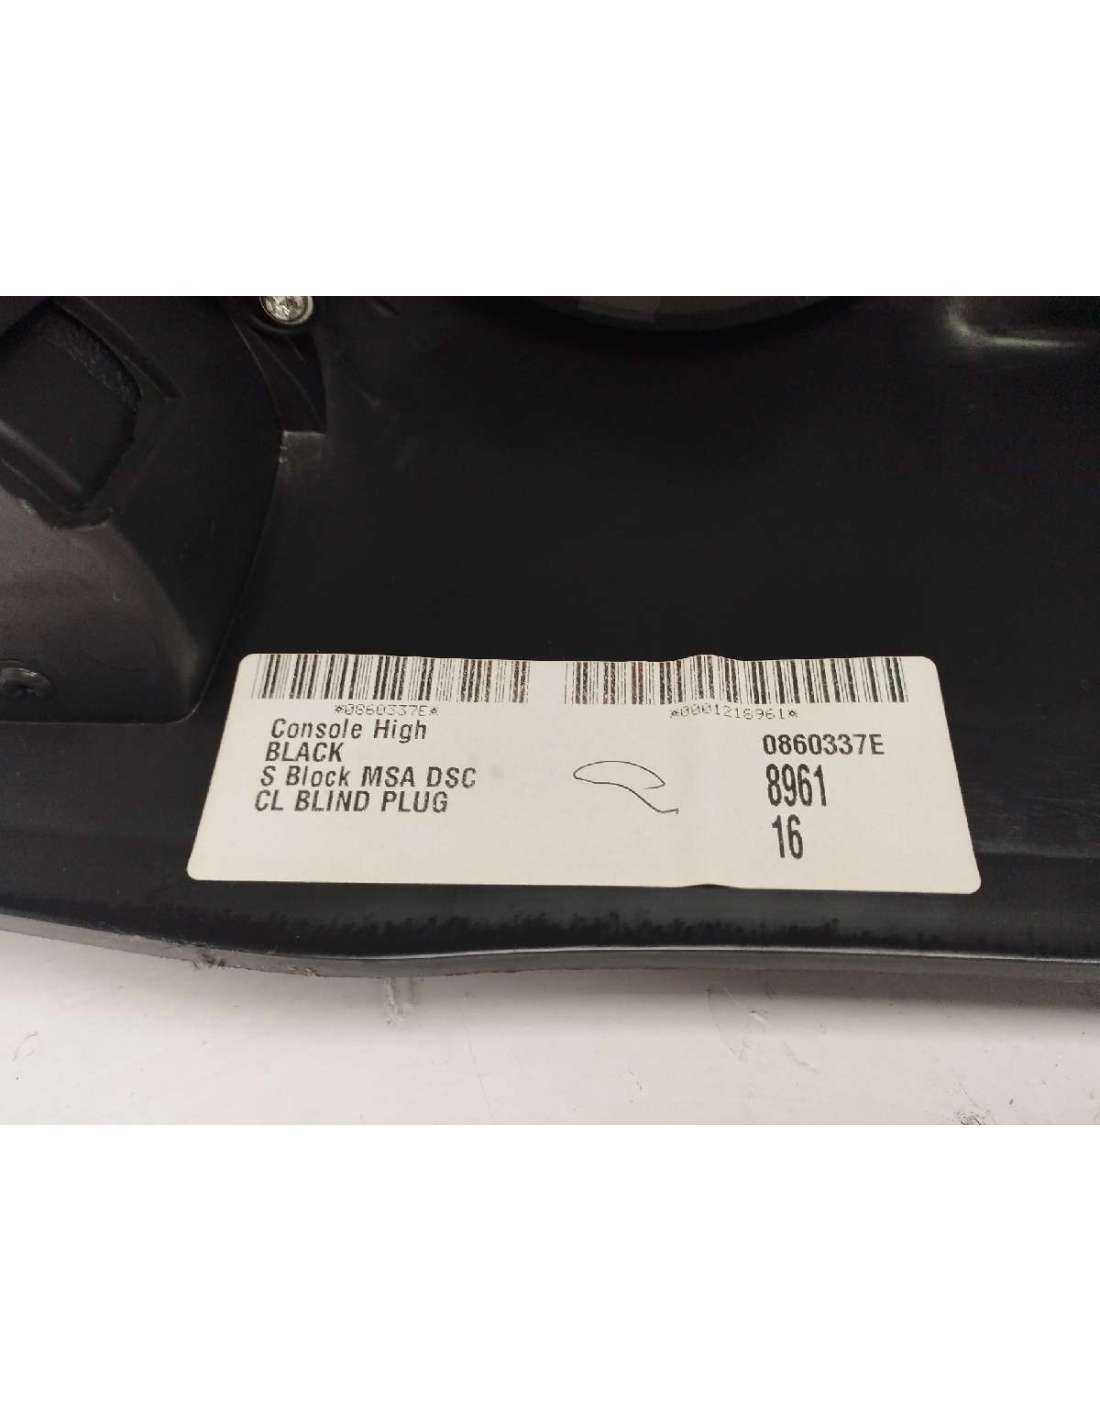 *0860337E* *0001218961*
Console High
BLACK
S Block MSA DSC
CL BLIND PLUG
0860337E
8961
16